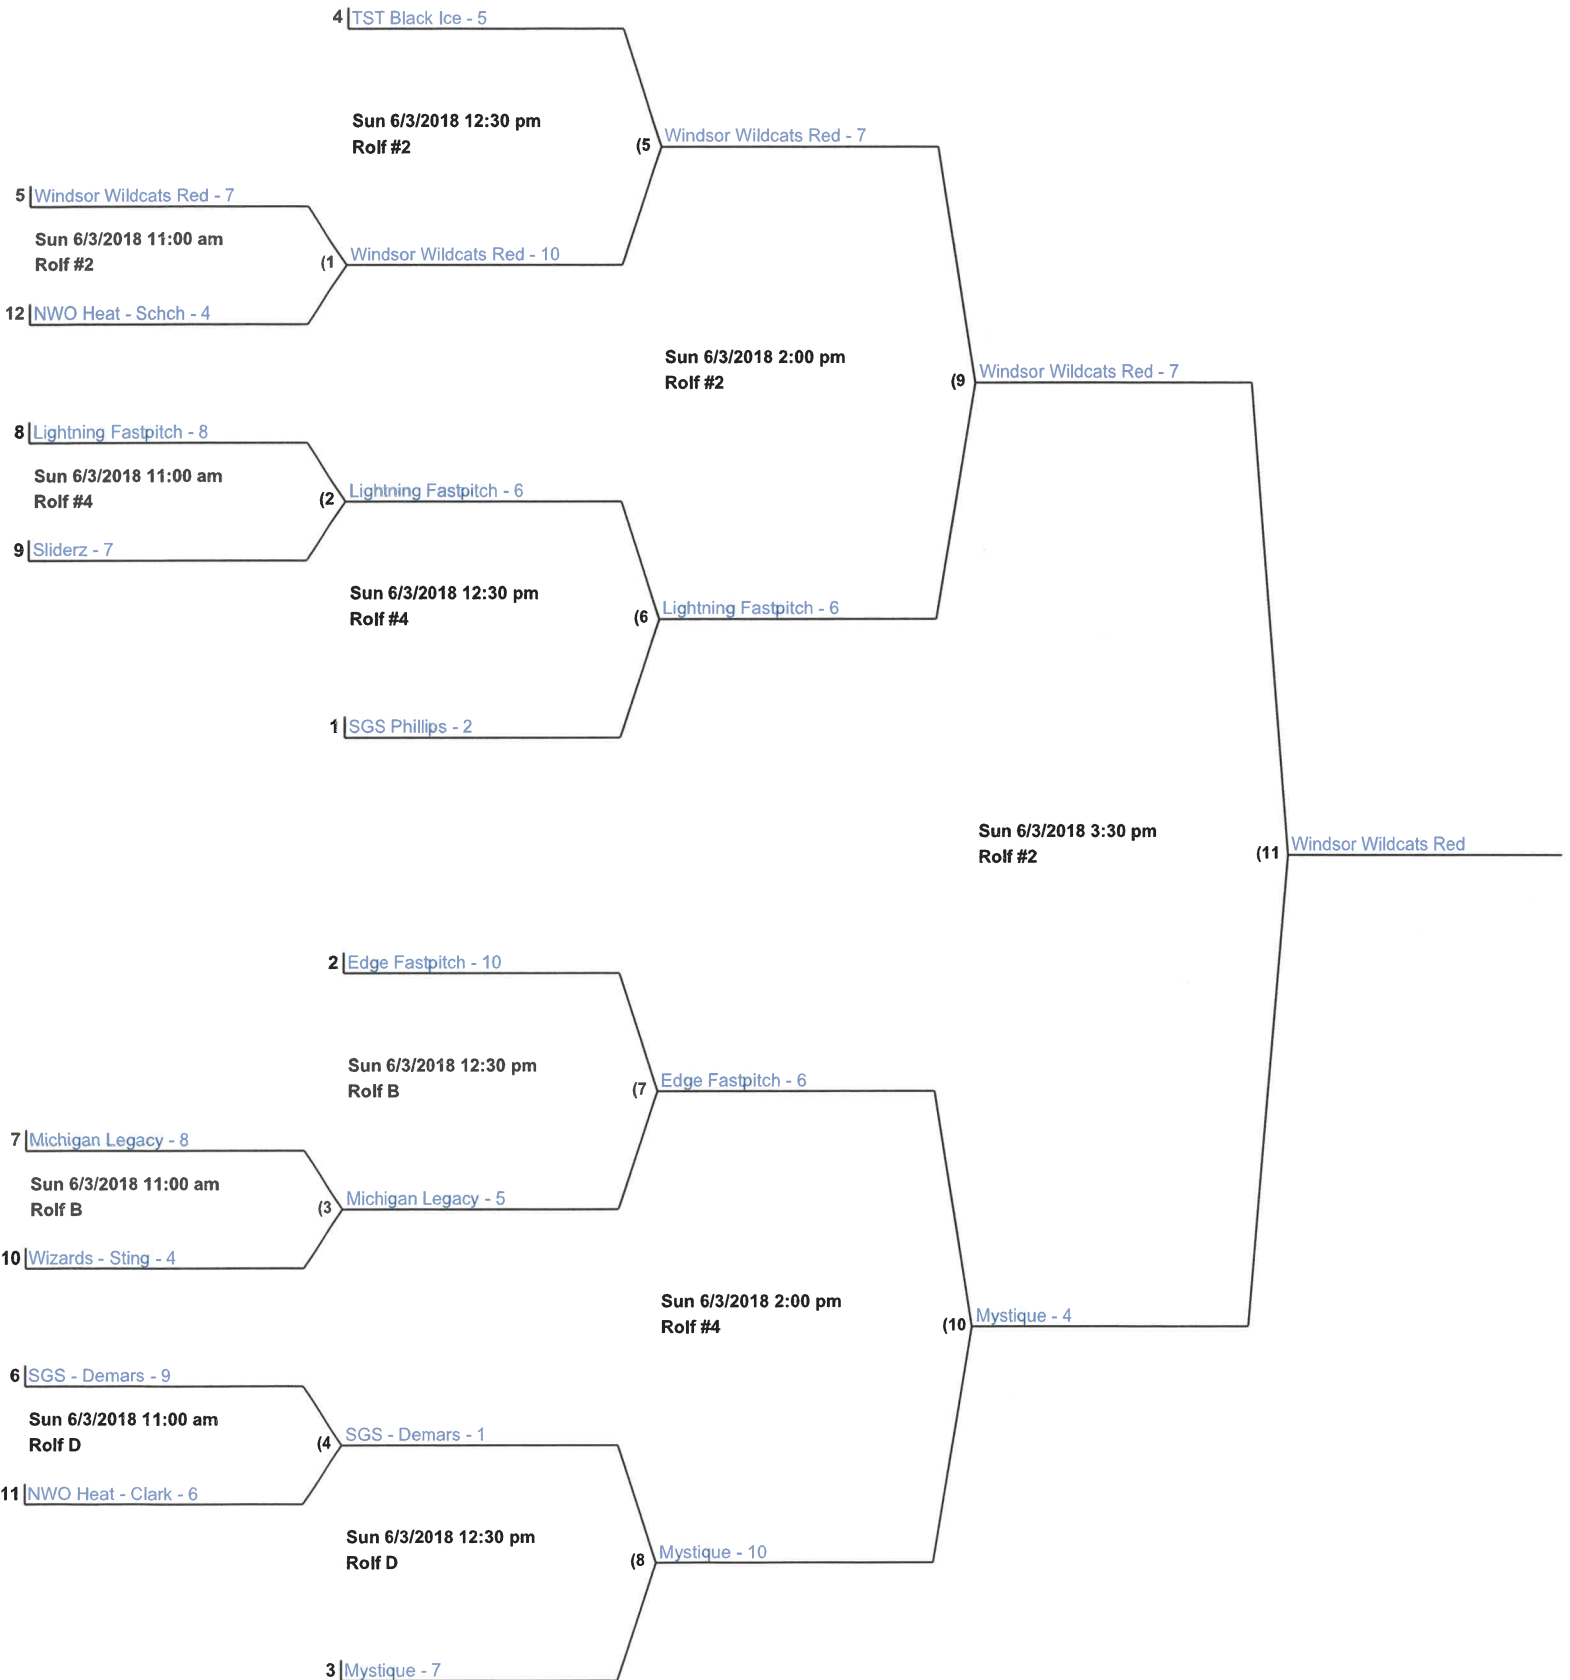 4 TST Black Ice - 5
Sun 6/3/2018 12:30 pm
Rolf #2
(5 Windsor Wildcats Red - 7
5 Windsor Wildcats Red - 7
Sun 6/3/2018 11:00 am
Rolf #2
(1 Windsor Wildcats Red - 10
12 NWO Heat - Schch - 4
Sun 6/3/2018 2:00 pm
Rolf #2
(9 Windsor Wildcats Red - 7
8 Lightning Fastpitch - 8
Sun 6/3/2018 11:00 am
Rolf #4
(2 Lightning Fastpitch - 6
9 Sliderz - 7
Sun 6/3/2018 12:30 pm
Rolf #4
(6 Lightning Fastpitch - 6
1 SGS Phillips - 2
Sun 6/3/2018 3:30 pm
Rolf #2
(11 Windsor Wildcats Red
2 Edge Fastpitch - 10
Sun 6/3/2018 12:30 pm
Rolf B
(7 Edge Fastpitch - 6
7 Michigan Legacy - 8
Sun 6/3/2018 11:00 am
Rolf B
(3 Michigan Legacy - 5
10 Wizards - Sting - 4
Sun 6/3/2018 2:00 pm
Rolf #4
(10 Mystique - 4
6 SGS - Demars - 9
Sun 6/3/2018 11:00 am
Rolf D
(4 SGS - Demars - 1
11 NWO Heat - Clark - 6
Sun 6/3/2018 12:30 pm
Rolf D
(8 Mystique - 10
3 Mystique - 7